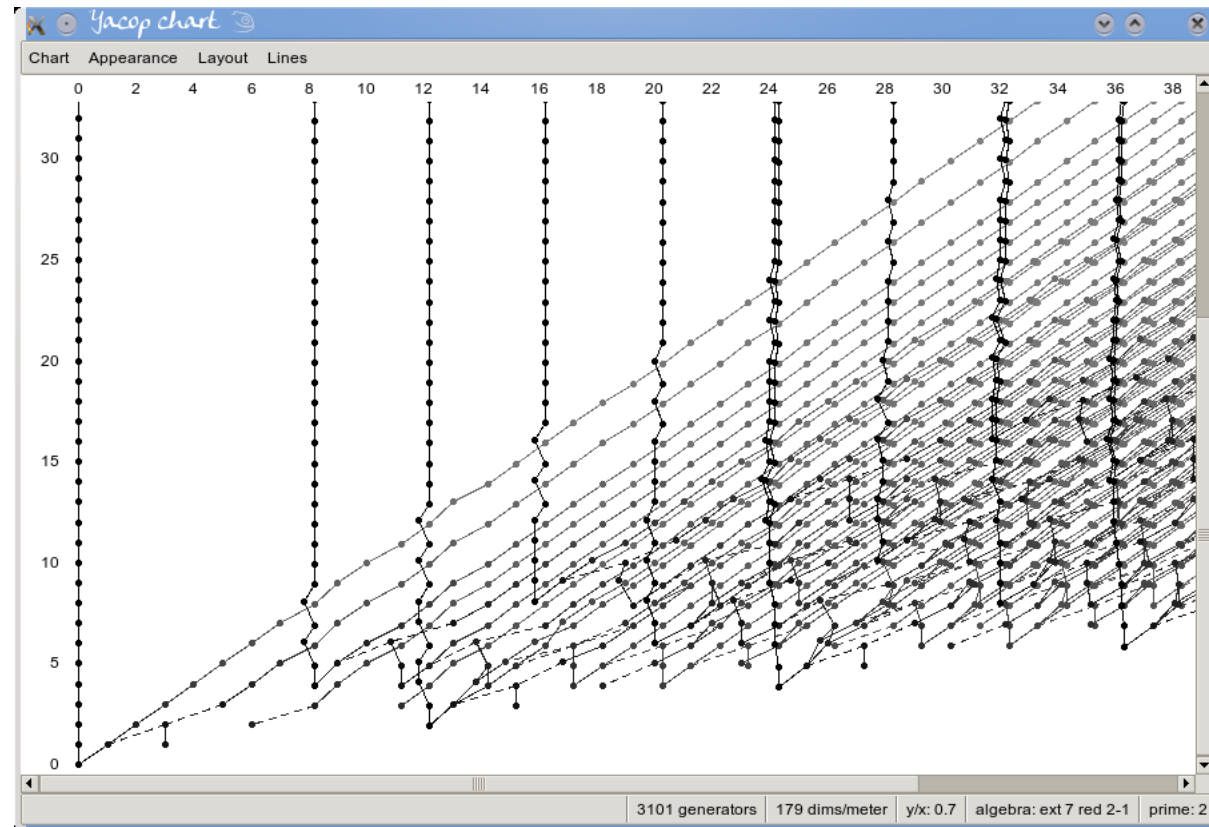 Yacop chart
Chart Appearance Layout Lines
0 2 4 6 8 10 12 14 16 18 20 22 24 26 28 30 32 34 36 38
30
25
20
15
10
5
0
3101 generators 179 dims/meter y/x: 0.7 algebra: ext 7 red 2-1 prime: 2